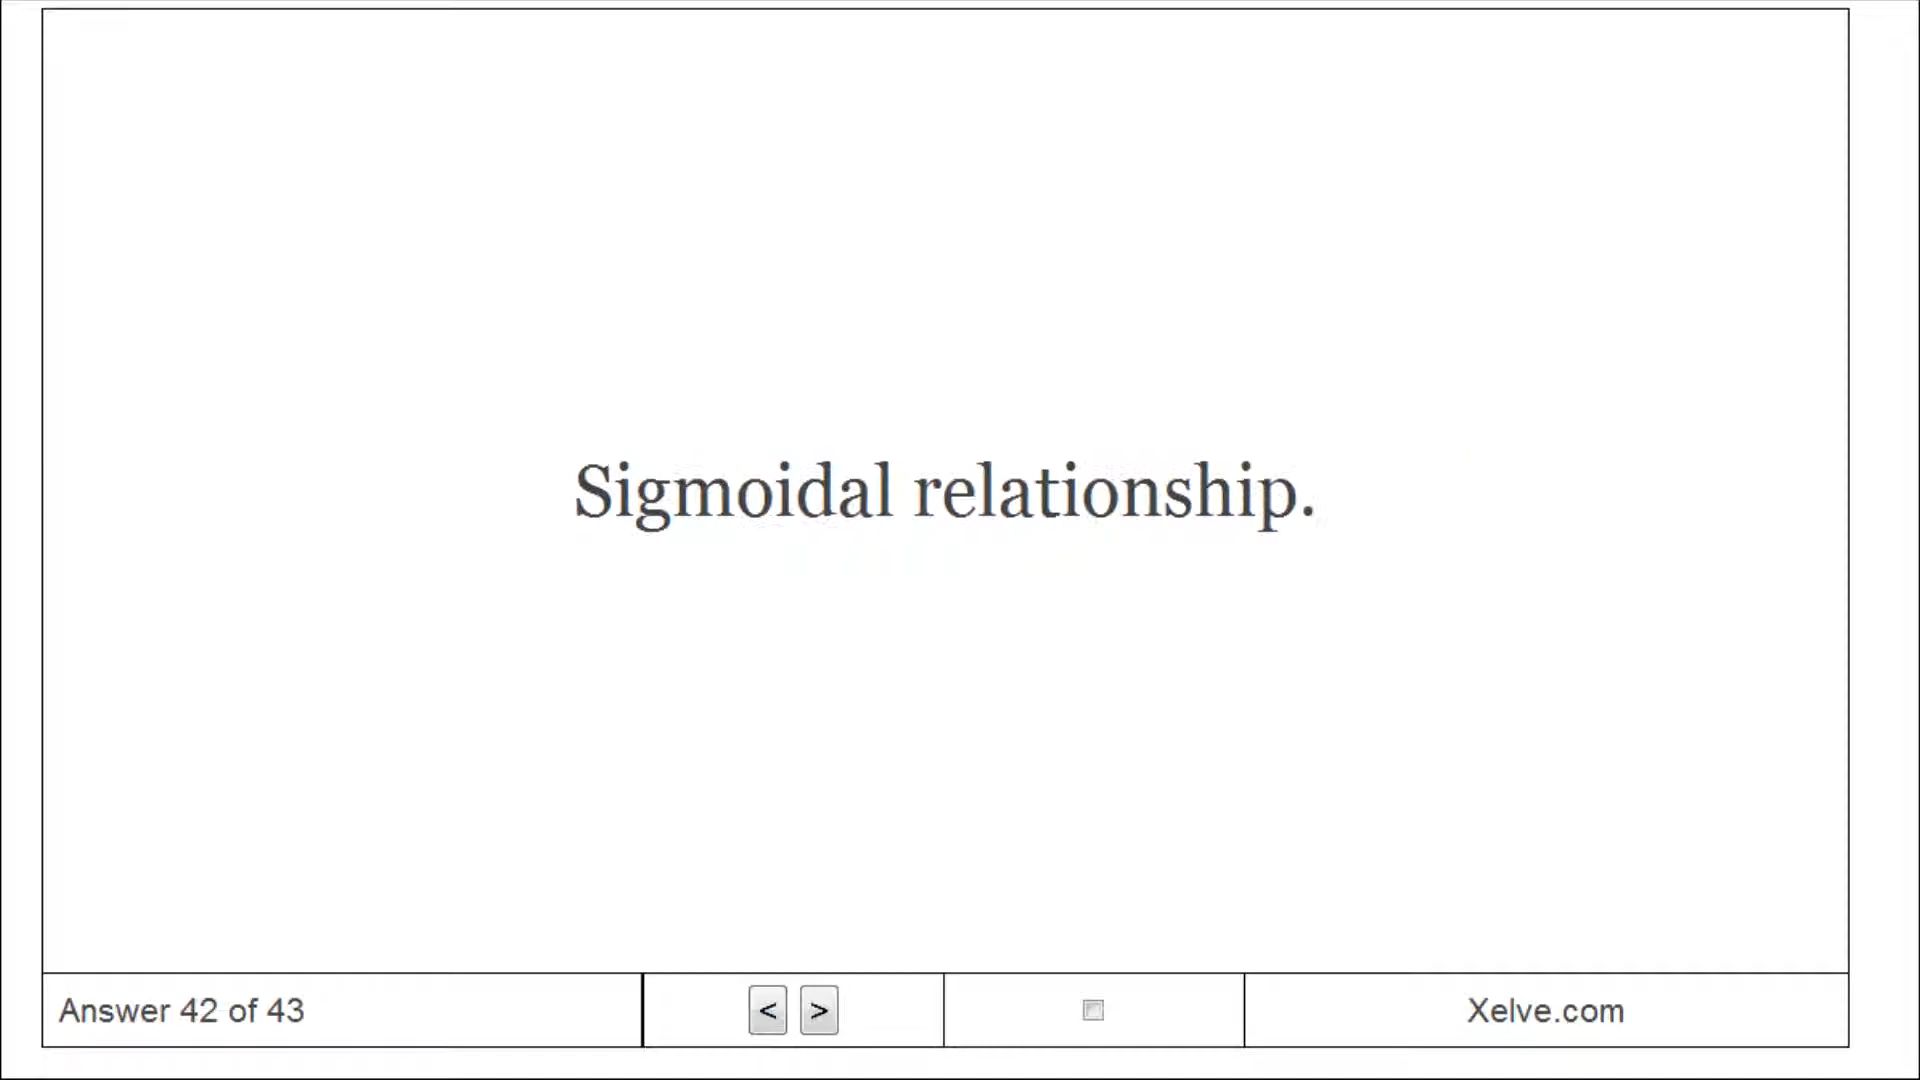 Sigmoidal relationship.
Answer 42 of 43
< >
Xelve.com